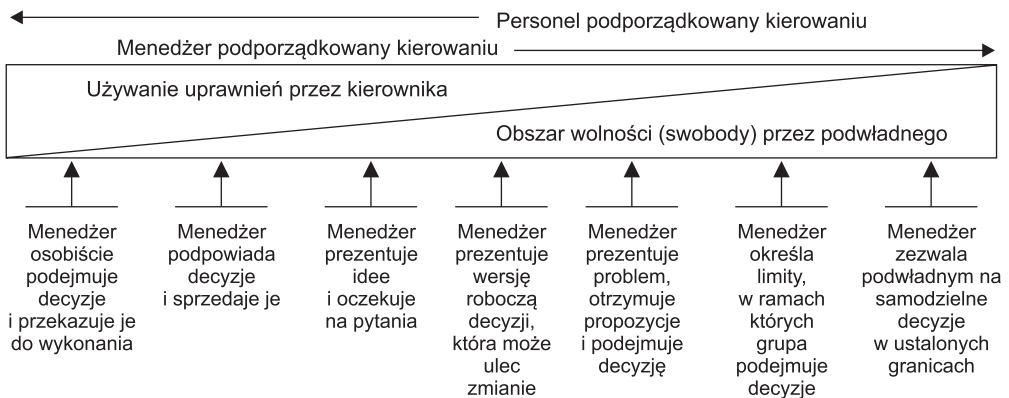 Personel podporządkowany kierowaniu
Menedżer podporządkowany kierowaniu
Używanie uprawnień przez kierownika
Obszar wolności (swobody) przez podwładnego
Menedżer
osobiście
podejmuje
decyzje
i przekazuje je
do wykonania
Menedżer
podpowiada
decyzje
i sprzedaje je
Menedżer
prezentuje
idee
i oczekuje
na pytania
Menedżer
prezentuje
wersję
roboczą
decyzji,
która może
ulec
zmianie
Menedżer
prezentuje
problem,
otrzymuje
propozycje
i podejmuje
decyzję
Menedżer
określa
limity,
w ramach
których
grupa
podejmuje
decyzje
Menedżer
zezwala
podwładnym na
samodzielne
decyzje
w ustalonych
granicach